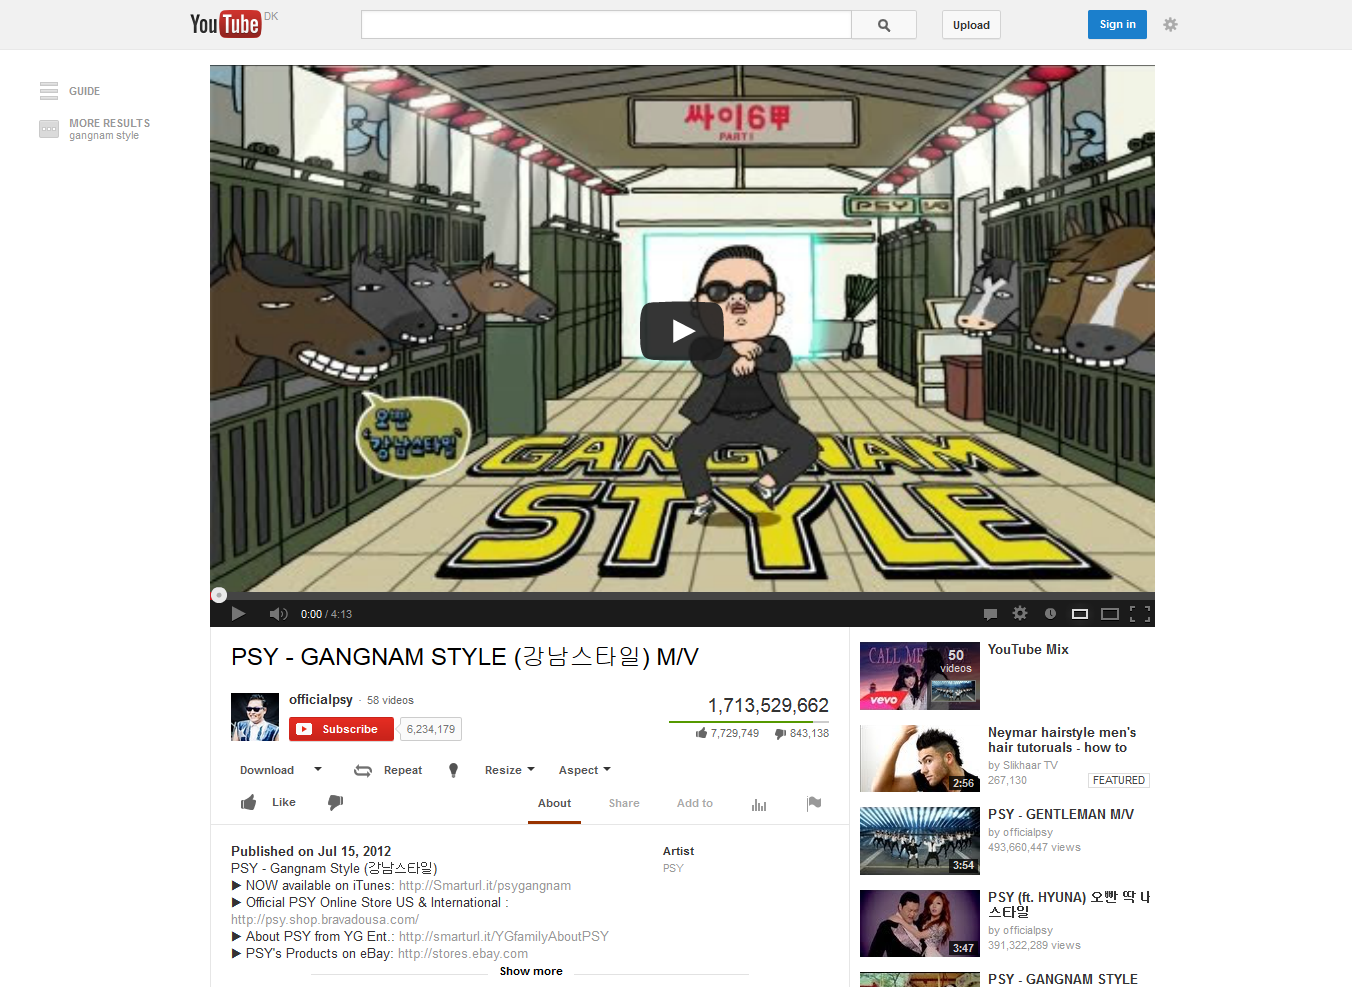 YouTube DK
Upload
Sign in
GUIDE
MORE RESULTS
gangnam style
싸이6甲
PART1
PSY
오빤
강남스타일
GANGNAM
STYLE
0:00 / 4:13
PSY - GANGNAM STYLE (강남스타일) M/V
officialpsy · 58 videos
Subscribe 6,234,179
1,713,529,662
7,729,749 843,138
Download Repeat Resize Aspect
Like
About Share Add to
Published on Jul 15, 2012
PSY - Gangnam Style (강남스타일)
► NOW available on iTunes: http://Smarturl.it/psygangnam
► Official PSY Online Store US & International :
http://psy.shop.bravadousa.com/
► About PSY from YG Ent.: http://smarturl.it/YGfamilyAboutPSY
► PSY's Products on eBay: http://stores.ebay.com
Show more
Artist
PSY
CALL ME
50
videos
vevo
YouTube Mix
2:56
Neymar hairstyle men's
hair tutoruals - how to
by Slikhaar TV
267,130 FEATURED
3:54
PSY - GENTLEMAN M/V
by officialpsy
493,660,447 views
3:47
PSY (ft. HYUNA) 오빤 딱 내
스타일
by officialpsy
391,322,289 views
PSY - GANGNAM STYLE